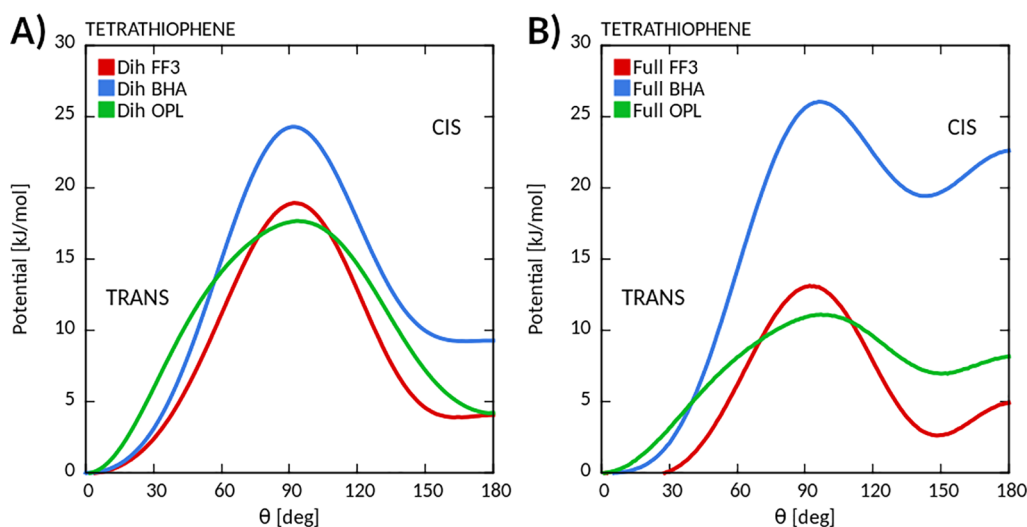 A)
TETRATHIOPHENE
Dih FF3
Dih BHA
Dih OPL
CIS
TRANS
Potential [kJ/mol]
30
25
20
15
10
5
0
0 30 60 90 120 150 180
θ [deg]
B)
TETRATHIOPHENE
Full FF3
Full BHA
Full OPL
CIS
TRANS
Potential [kJ/mol]
30
25
20
15
10
5
0
0 30 60 90 120 150 180
θ [deg]